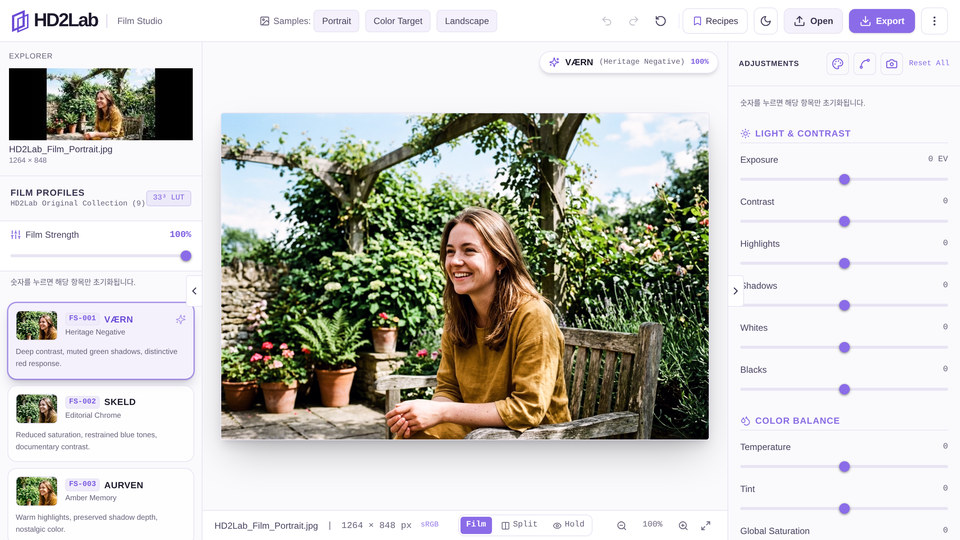 HD2Lab Film Studio
Samples: Portrait Color Target Landscape
Recipes Open Export
EXPLORER
HD2Lab_Film_Portrait.jpg
1264 × 848
FILM PROFILES
HD2Lab Original Collection (9)
33³ LUT
Film Strength 100%
숫자를 누르면 해당 항목만 초기화됩니다.
FS-001 VÆRN
Heritage Negative
Deep contrast, muted green shadows, distinctive
red response.
FS-002 SKELD
Editorial Chrome
Reduced saturation, restrained blue tones,
documentary contrast.
FS-003 AURVEN
Amber Memory
Warm highlights, preserved shadow depth,
nostalgic color.
VÆRN (Heritage Negative) 100%
HD2Lab_Film_Portrait.jpg | 1264 × 848 px sRGB Film Split Hold 100%
ADJUSTMENTS Reset All
숫자를 누르면 해당 항목만 초기화됩니다.
LIGHT & CONTRAST
Exposure 0 EV
Contrast 0
Highlights 0
Shadows 0
Whites 0
Blacks 0
COLOR BALANCE
Temperature 0
Tint 0
Global Saturation 0